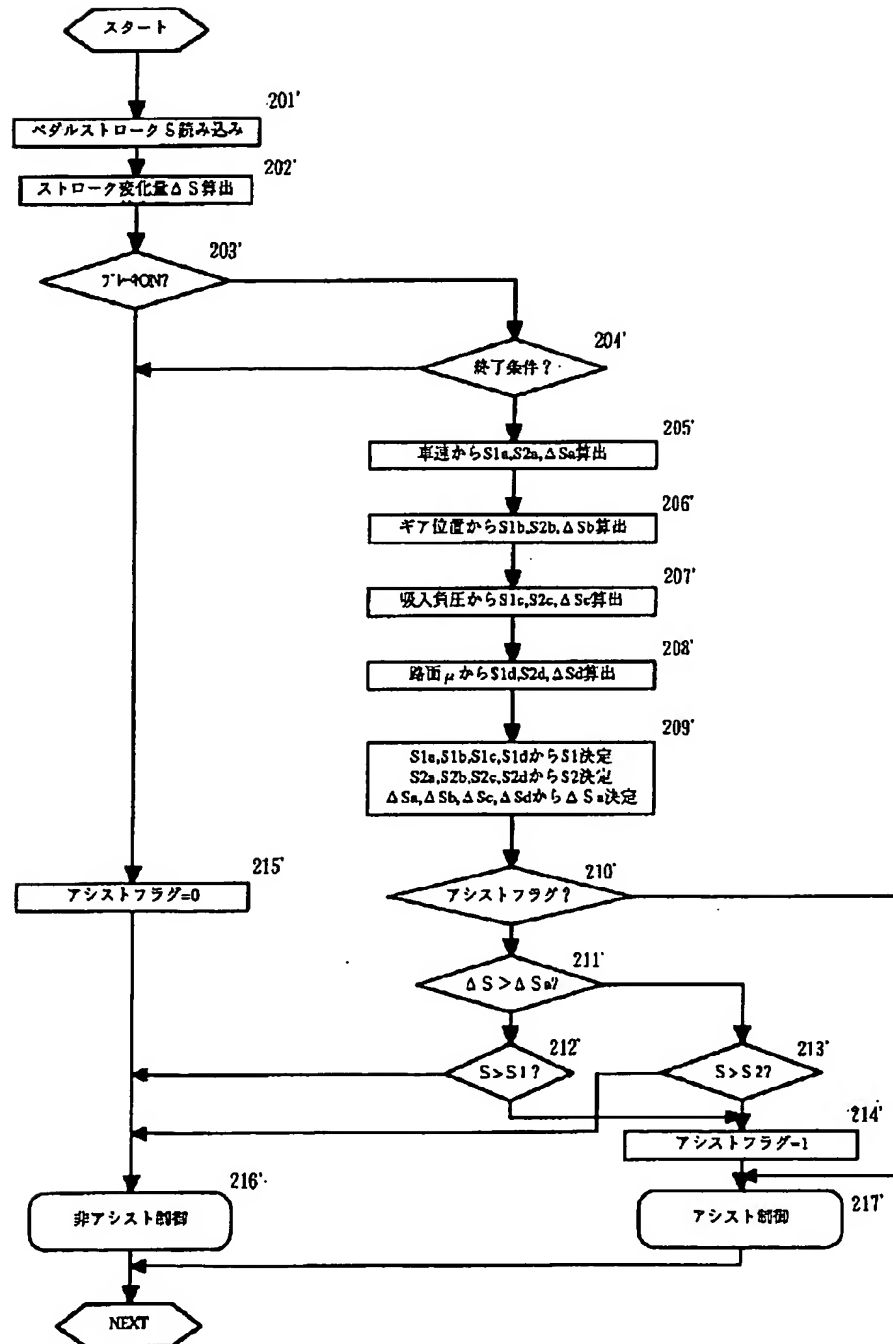 スタート
201'
ペダルストロークS読み込み
202'
ストローク変化量ΔS算出
203'
ブレーキON?
204'
終了条件?
205'
車速からS1a,S2a,ΔSa算出
206'
ギア位置からS1b,S2b,ΔSb算出
207'
吸入負圧からS1c,S2c,ΔSc算出
208'
路面μからS1d,S2d,ΔSd算出
209'
S1a,S1b,S1c,S1dからS1決定
S2a,S2b,S2c,S2dからS2決定
ΔSa,ΔSb,ΔSc,ΔSdからΔSa決定
215'
アシストフラグ=0
210'
アシストフラグ?
211'
ΔS>ΔSa?
212'
S>S1?
213'
S>S2?
214'
アシストフラグ=1
216'
非アシスト制御
217'
アシスト制御
NEXT